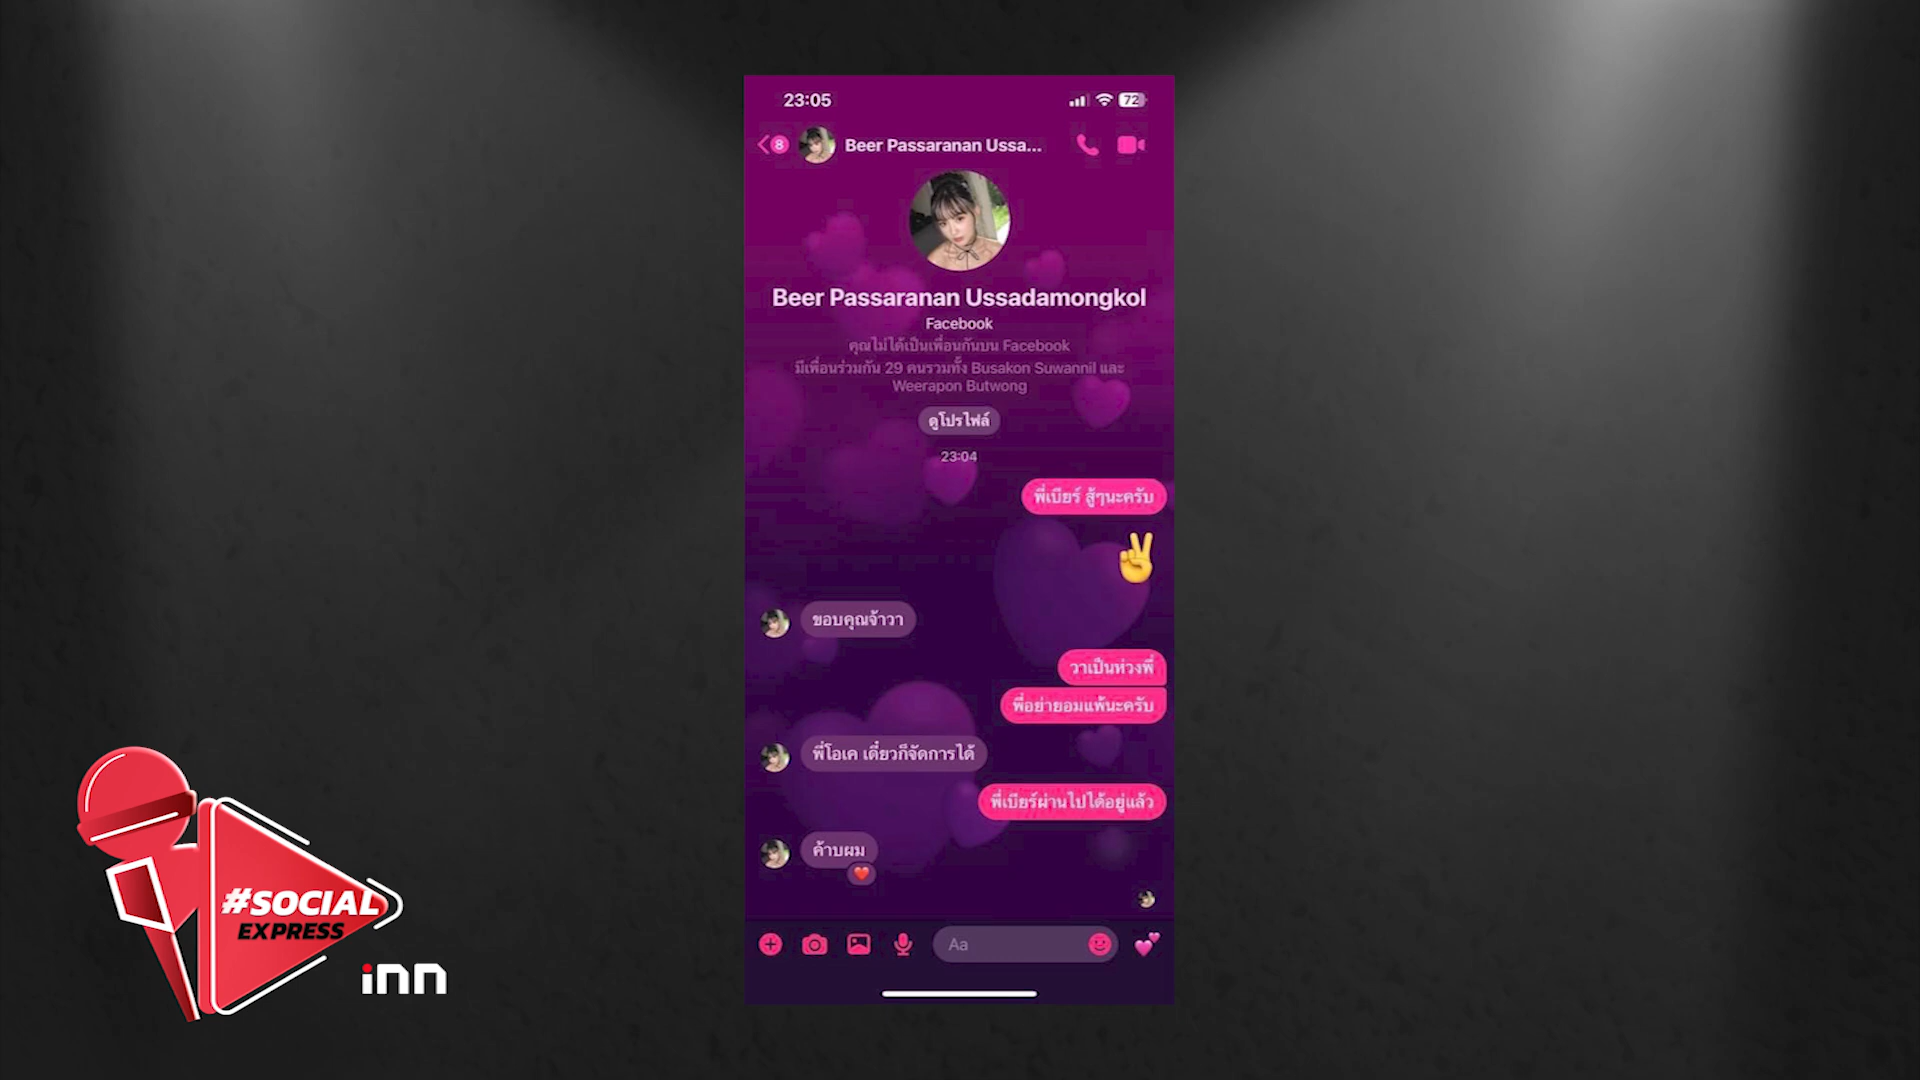 23:05
72
8
Beer Passaranan Ussa...
Beer Passaranan Ussadamongkol
Facebook
คุณไม่ได้เป็นเพื่อนกันบน Facebook
มีเพื่อนร่วมกัน 29 คนรวมทั้ง Busakon Suwannil และ
Weerapon Butwong
ดูโปรไฟล์
23:04
พี่เบียร์ สู้ๆนะครับ
ขอบคุณจ้าวา
วาเป็นห่วงพี่
พี่อย่ายอมแพ้นะครับ
พี่โอเค เดี๋ยวก็จัดการได้
พี่เบียร์ผ่านไปได้อยู่แล้ว
ค้าบผม
Aa
#SOCIAL
EXPRESS
inn